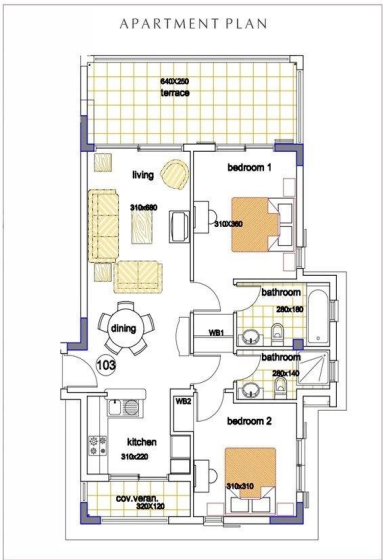 APARTMENT PLAN
640X250
terrace
living
bedroom 1
310x680
310X360
bathroom
280x180
dining
WB1
bathroom
103
280x140
WB2
bedroom 2
kitchen
310x220
310x310
cov.veran.
320X120